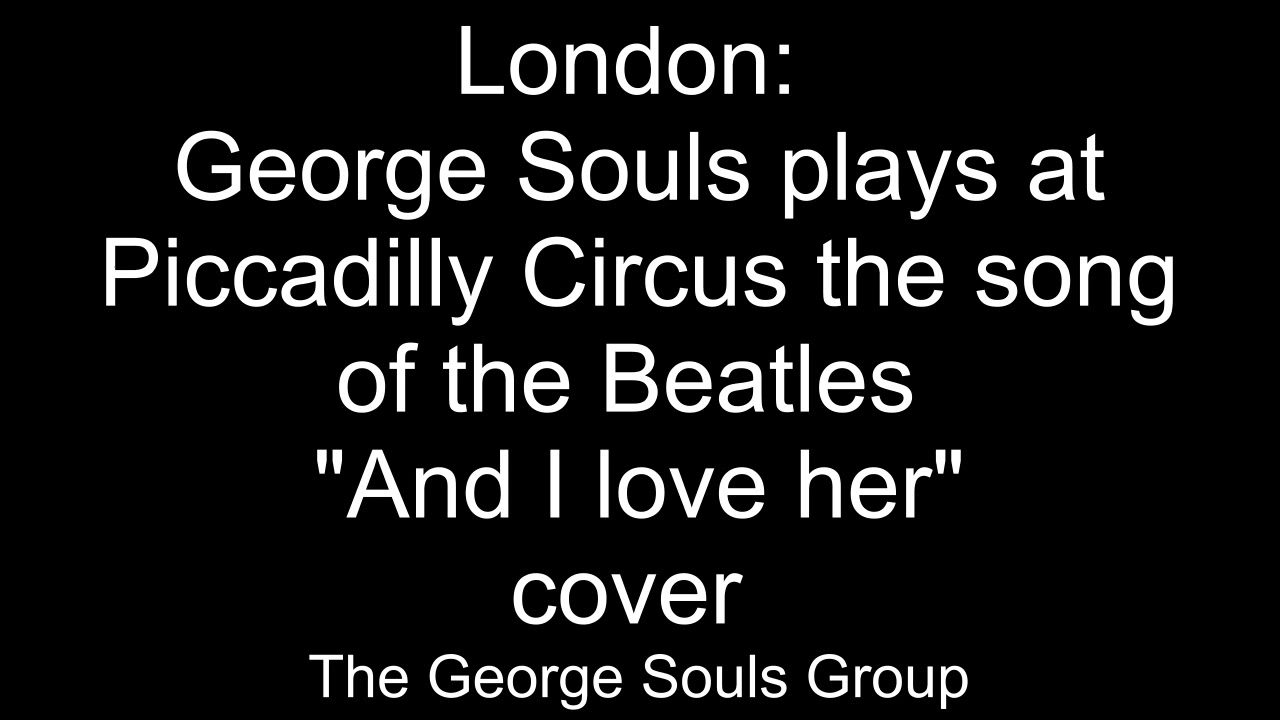 London:
George Souls plays at
Piccadilly Circus the song
of the Beatles
"And I love her"
cover
The George Souls Group